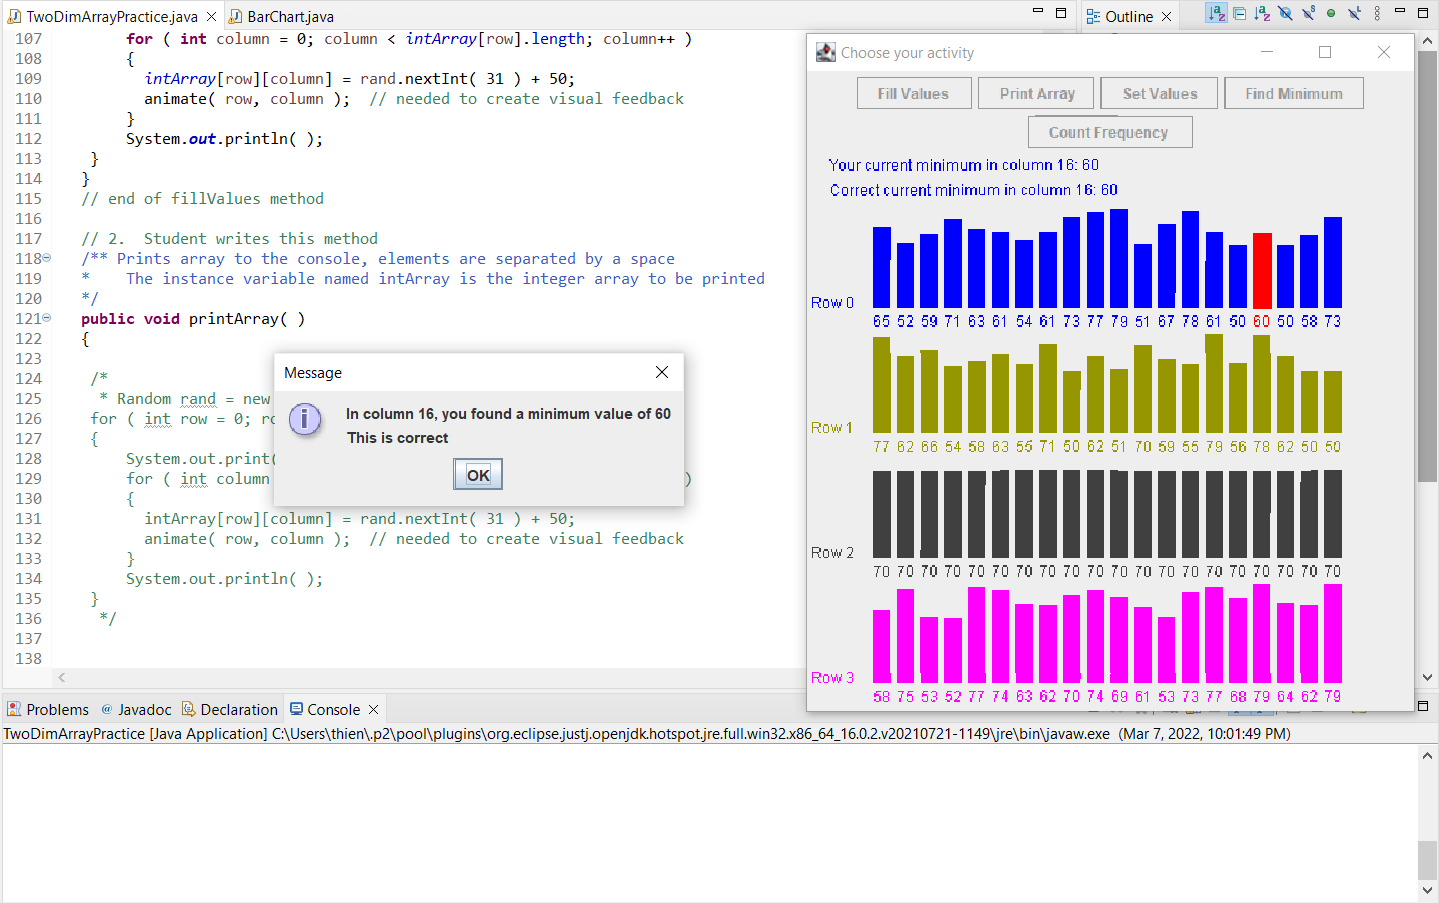 TwoDimArrayPractice.java
BarChart.java
Outline
107 for ( int column = 0; column < intArray[row].length; column++ )
108 {
109 intArray[row][column] = rand.nextInt( 31 ) + 50;
110 animate( row, column ); // needed to create visual feedback
111 }
112 System.out.println( );
113 }
114 }
115 // end of fillValues method
116
117 // 2. Student writes this method
118 /** Prints array to the console, elements are separated by a space
119 * The instance variable named intArray is the integer array to be printed
120 */
121 public void printArray( )
122 {
123
124 /*
125 * Random rand = new
126 for ( int row = 0; ro
127 {
128 System.out.print(
129 for ( int column )
130 {
131 intArray[row][column] = rand.nextInt( 31 ) + 50;
132 animate( row, column ); // needed to create visual feedback
133 }
134 System.out.println( );
135 }
136 */
137
138
Message
In column 16, you found a minimum value of 60
This is correct
OK
Choose your activity
Fill Values Print Array Set Values Find Minimum
Count Frequency
Your current minimum in column 16: 60
Correct current minimum in column 16: 60
Row 0
65 52 59 71 63 61 54 61 73 77 79 51 67 78 61 50 60 50 58 73
Row 1
77 62 66 54 58 63 55 71 50 62 51 70 59 55 79 56 78 62 50 50
Row 2
70 70 70 70 70 70 70 70 70 70 70 70 70 70 70 70 70 70 70 70
Row 3
58 75 53 52 77 74 63 62 70 74 69 61 53 73 77 68 79 64 62 79
Problems @ Javadoc Declaration Console
TwoDimArrayPractice [Java Application] C:\Users\thien\.p2\pool\plugins\org.eclipse.justj.openjdk.hotspot.jre.full.win32.x86_64_16.0.2.v20210721-1149\jre\bin\javaw.exe (Mar 7, 2022, 10:01:49 PM)